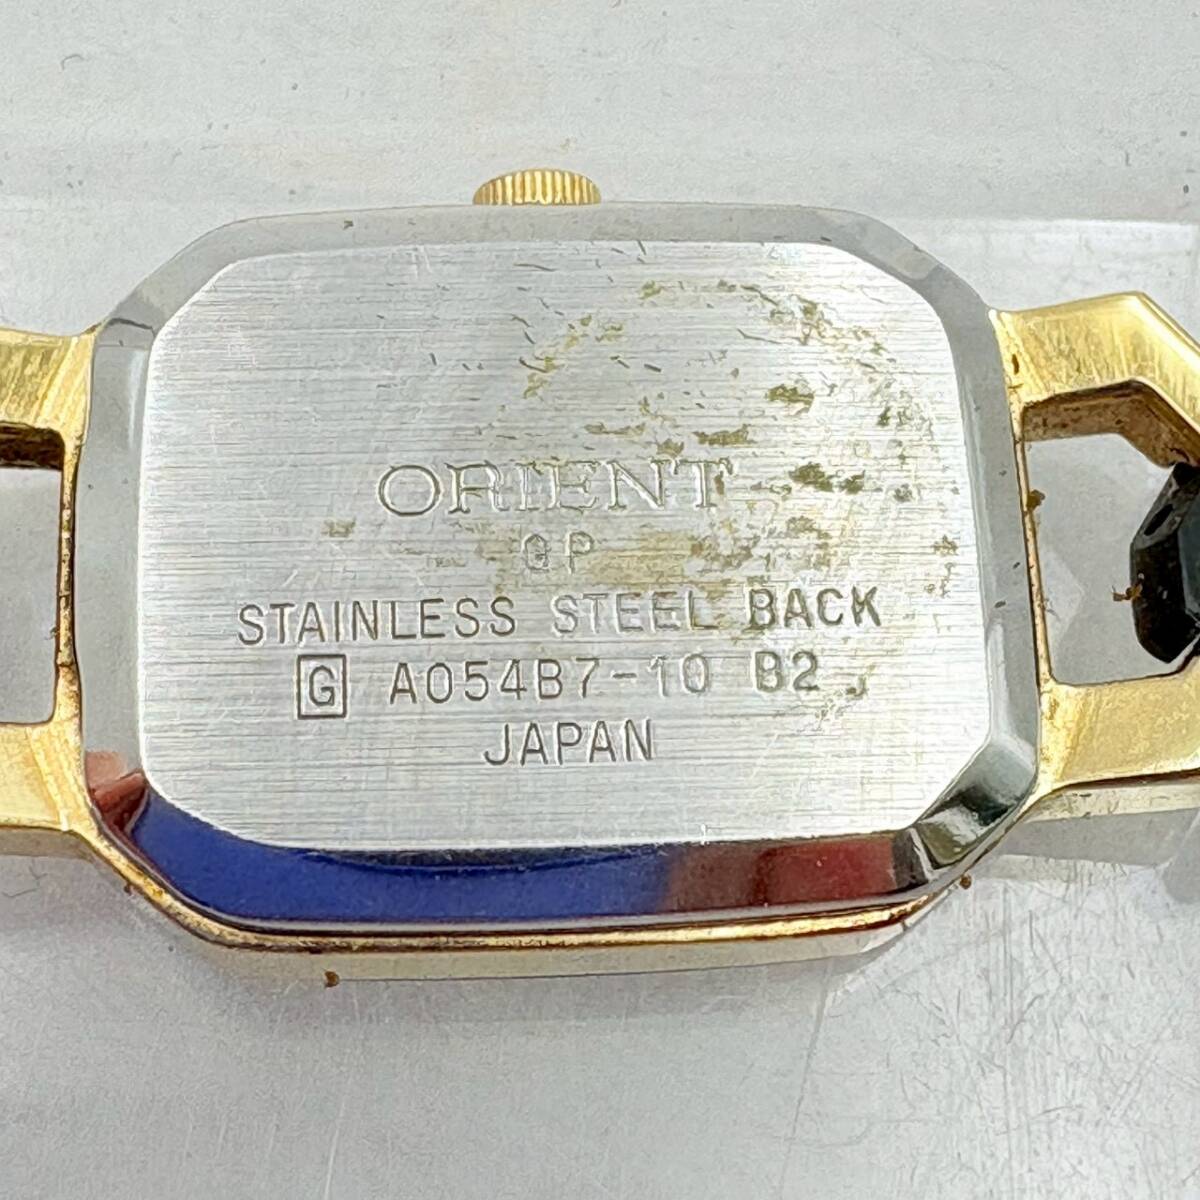 ORIENT
GP
STAINLESS STEEL BACK
G A054B7-10 B2
JAPAN